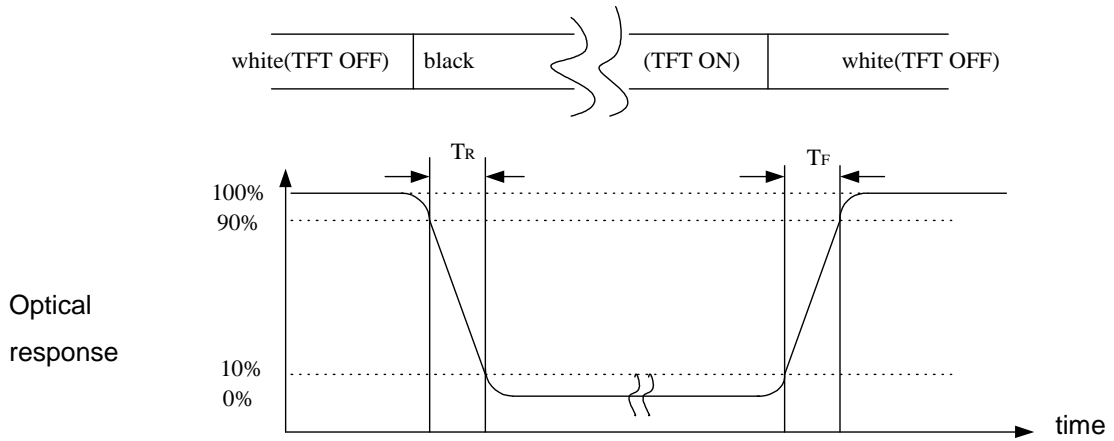 white(TFT OFF) black (TFT ON) white(TFT OFF)
TR TF
100%
90%
Optical
response
10%
0%
time